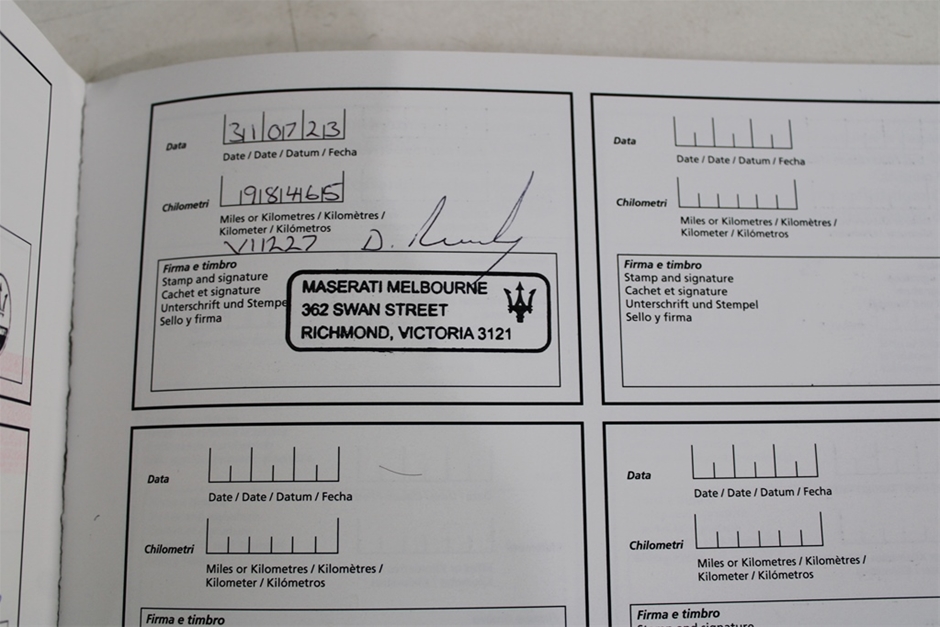 Data
31 07 23
Date / Date / Datum / Fecha
Chilometri
198465
Miles or Kilometres / Kilomètres /
Kilometer / Kilómetros
V11227 D.
Firma e timbro
Stamp and signature
Cachet et signature
Unterschrift und Stempe
Sello y firma
MASERATI MELBOURNE
362 SWAN STREET
RICHMOND, VICTORIA 3121
Data
Date / Date / Datum / Fecha
Chilometri
Miles or Kilometres / Kilomètres /
Kilometer / Kilómetros
Firma e timbro
Stamp and signature
Cachet et signature
Unterschrift und Stempel
Sello y firma
Data
Date / Date / Datum / Fecha
Chilometri
Miles or Kilometres / Kilomètres /
Kilometer / Kilómetros
Firma e timbro
Data
Date / Date / Datum / Fecha
Chilometri
Miles or Kilometres / Kilomètres /
Kilometer / Kilómetros
Firma e timbro